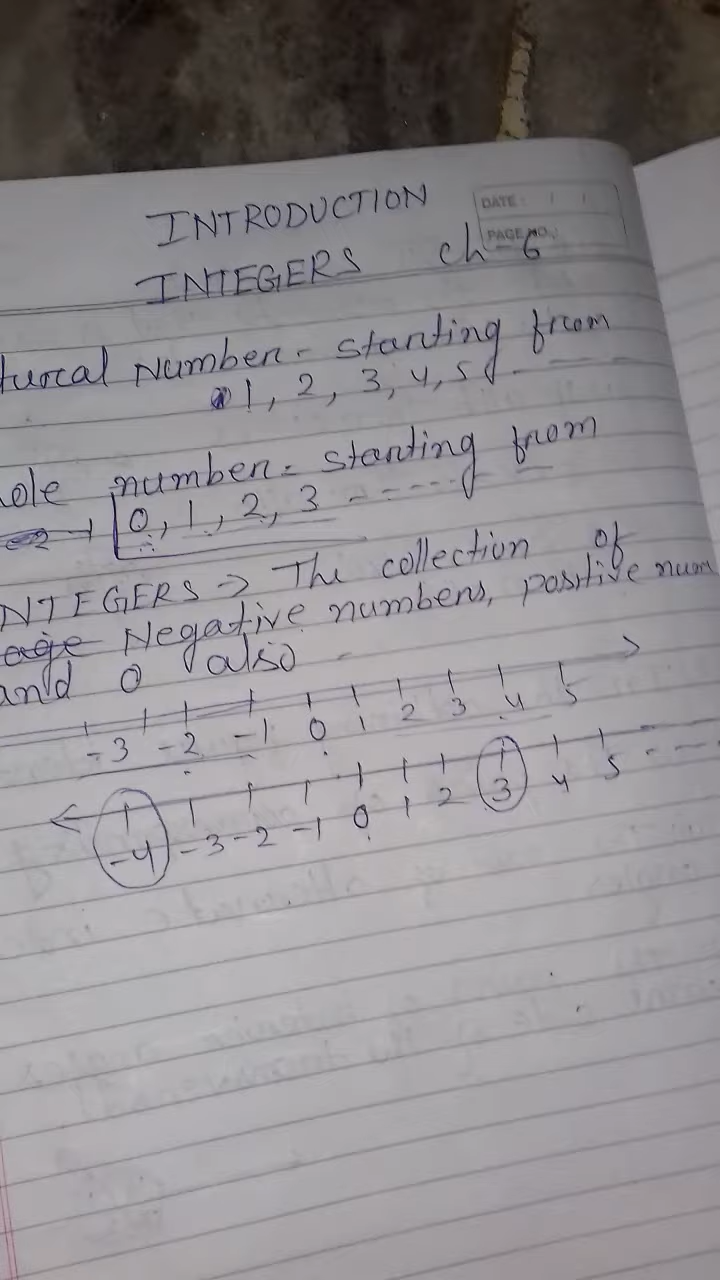 INTRODUCTION
DATE: / /
PAGE NO.:
INTEGERS ch-6
tural Number - starting from
1, 2, 3, 4, 5, - - -
hole number - starting from
0, 1, 2, 3 - - - - -
NTEGERS → The collection of
Negative numbers, positive num
and 0 also
-3 -2 -1 0 1 2 3 4 5
-4 -3 -2 -1 0 1 2 3 4 5 - - -